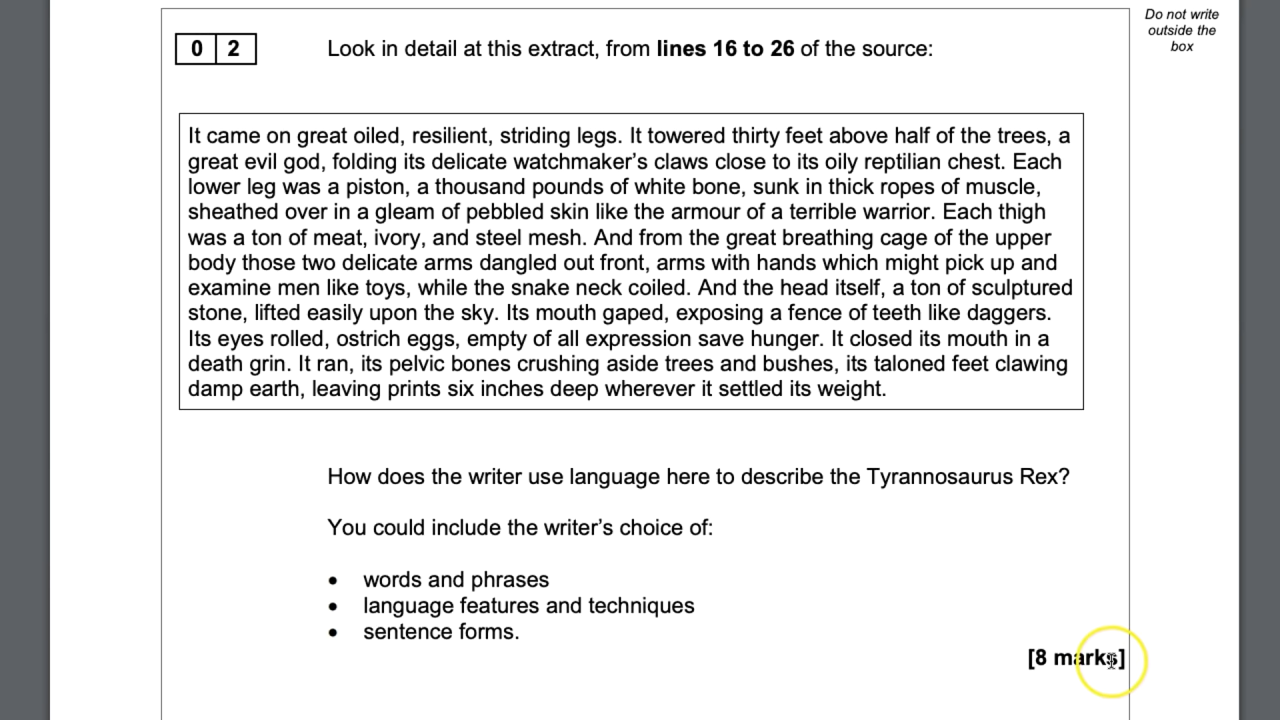 Do not write
outside the
box
0 2
Look in detail at this extract, from lines 16 to 26 of the source:
It came on great oiled, resilient, striding legs. It towered thirty feet above half of the trees, a
great evil god, folding its delicate watchmaker’s claws close to its oily reptilian chest. Each
lower leg was a piston, a thousand pounds of white bone, sunk in thick ropes of muscle,
sheathed over in a gleam of pebbled skin like the armour of a terrible warrior. Each thigh
was a ton of meat, ivory, and steel mesh. And from the great breathing cage of the upper
body those two delicate arms dangled out front, arms with hands which might pick up and
examine men like toys, while the snake neck coiled. And the head itself, a ton of sculptured
stone, lifted easily upon the sky. Its mouth gaped, exposing a fence of teeth like daggers.
Its eyes rolled, ostrich eggs, empty of all expression save hunger. It closed its mouth in a
death grin. It ran, its pelvic bones crushing aside trees and bushes, its taloned feet clawing
damp earth, leaving prints six inches deep wherever it settled its weight.
How does the writer use language here to describe the Tyrannosaurus Rex?
You could include the writer’s choice of:
• words and phrases
• language features and techniques
• sentence forms.
[8 marks]